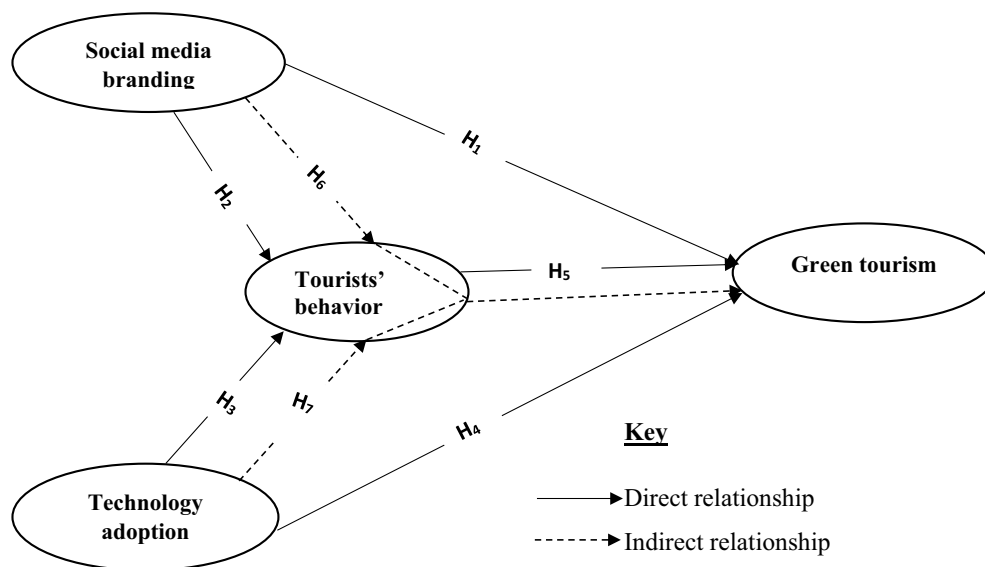 Social media
branding
H₁
H₆
H₂
Tourists’
behavior
H₅
Green tourism
H₃
H₇
H₄
Technology
adoption
Key
Direct relationship
Indirect relationship